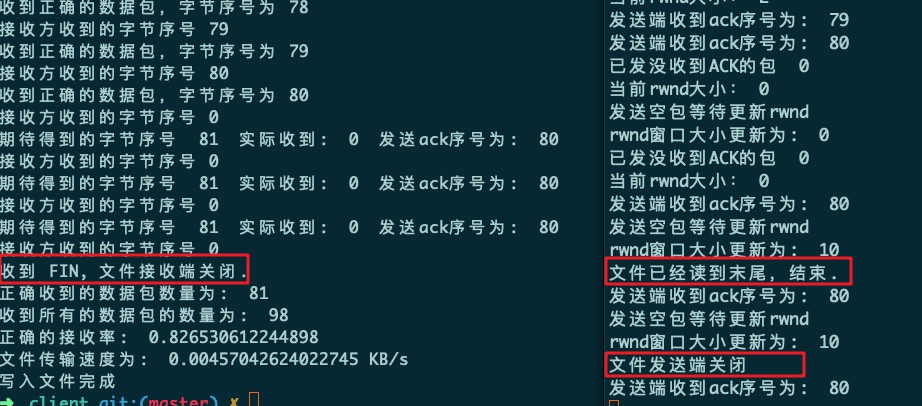 收到正确的数据包，字节序号为 78
接收方收到的字节序号 79
收到正确的数据包，字节序号为 79
接收方收到的字节序号 80
收到正确的数据包，字节序号为 80
接收方收到的字节序号 0
期待得到的字节序号 81 实际收到: 0 发送ack序号为: 80
接收方收到的字节序号 0
期待得到的字节序号 81 实际收到: 0 发送ack序号为: 80
接收方收到的字节序号 0
期待得到的字节序号 81 实际收到: 0 发送ack序号为: 80
接收方收到的字节序号 0
收到 FIN, 文件接收端关闭.
正确收到的数据包数量为: 81
收到所有的数据包的数量为: 98
正确的接收率: 0.826530612244898
文件传输速度为: 0.00457042624022745 KB/s
写入文件完成
➜ client git:(master) ✗
当前rwnd大小: 2
发送端收到ack序号为: 79
发送端收到ack序号为: 80
已发没收到ACK的包 0
当前rwnd大小: 0
发送空包等待更新rwnd
rwnd窗口大小更新为: 0
已发没收到ACK的包 0
当前rwnd大小: 0
发送端收到ack序号为: 80
发送空包等待更新rwnd
rwnd窗口大小更新为: 10
文件已经读到末尾, 结束.
发送端收到ack序号为: 80
发送空包等待更新rwnd
rwnd窗口大小更新为: 10
文件发送端关闭
发送端收到ack序号为: 80